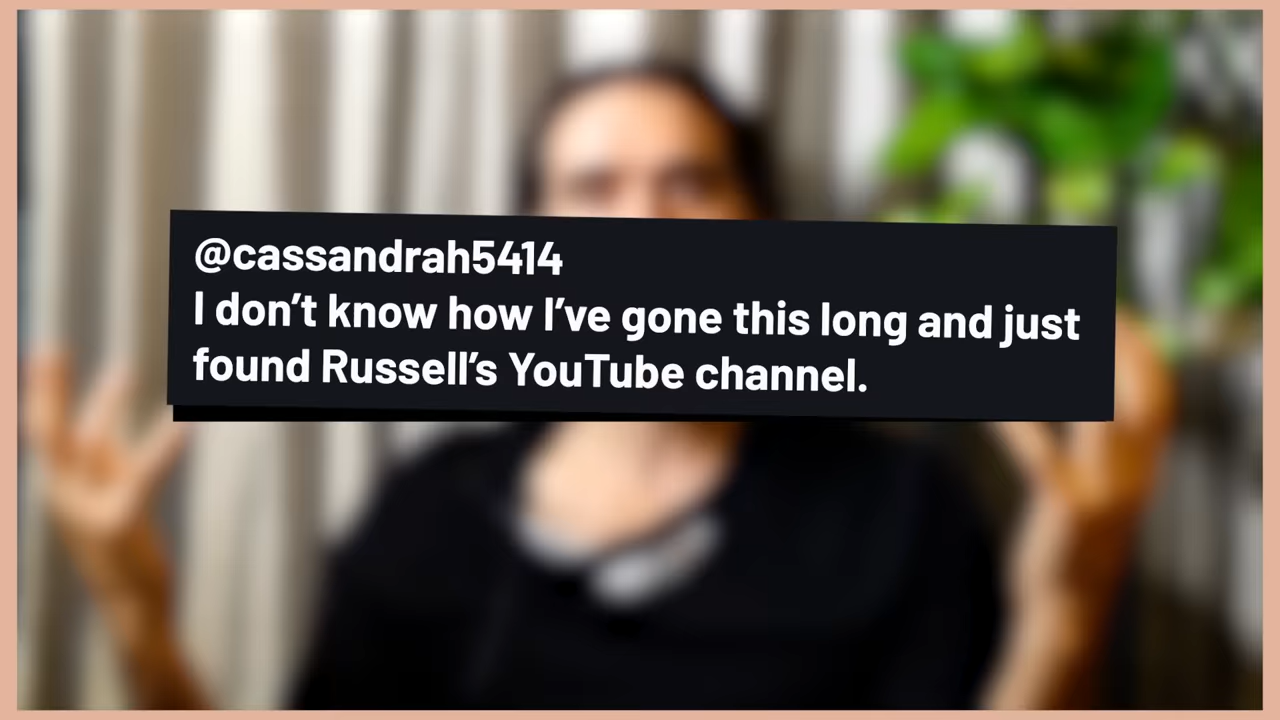 @cassandrah5414
I don’t know how I’ve gone this long and just
found Russell’s YouTube channel.